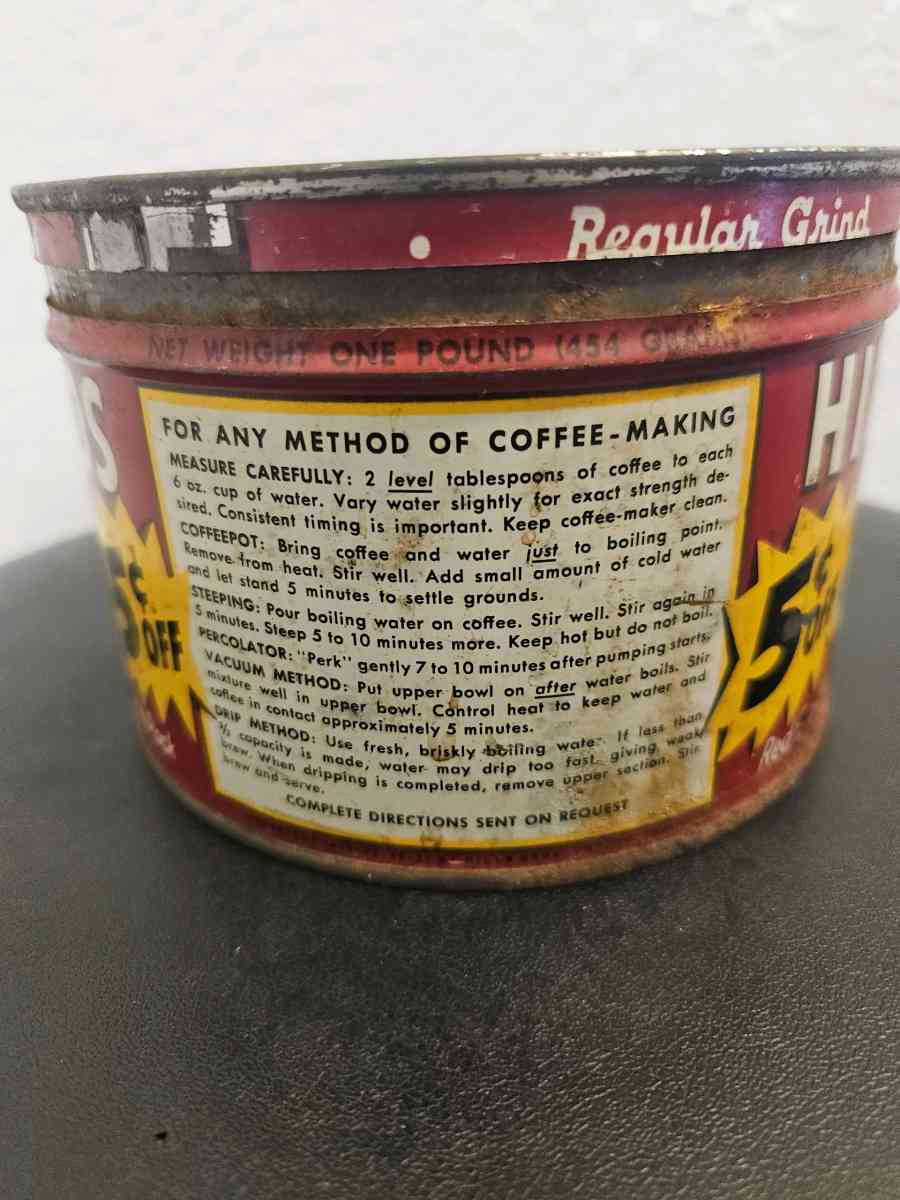 Regular Grind
NET WEIGHT ONE POUND (454 GRAMS)
S
HI
FOR ANY METHOD OF COFFEE-MAKING
MEASURE CAREFULLY: 2 level tablespoons of coffee to each
6 oz. cup of water. Vary water slightly for exact strength de-
sired. Consistent timing is important. Keep coffee-maker clean.
COFFEEPOT: Bring coffee and water just to boiling point.
Remove from heat. Stir well. Add small amount of cold water
and let stand 5 minutes to settle grounds.
STEEPING: Pour boiling water on coffee. Stir well. Stir again in
5 minutes. Steep 5 to 10 minutes more. Keep hot but do not boil.
PERCOLATOR: "Perk" gently 7 to 10 minutes after pumping starts.
VACUUM METHOD: Put upper bowl on after water boils. Stir
mixture well in upper bowl. Control heat to keep water and
coffee in contact approximately 5 minutes.
DRIP METHOD: Use fresh, briskly boiling water. If less than
capacity is made, water may drip too fast, giving weak
brew. When dripping is completed, remove upper section. Stir
brew and serve.
COMPLETE DIRECTIONS SENT ON REQUEST
5¢ OFF
5¢ OFF
Red